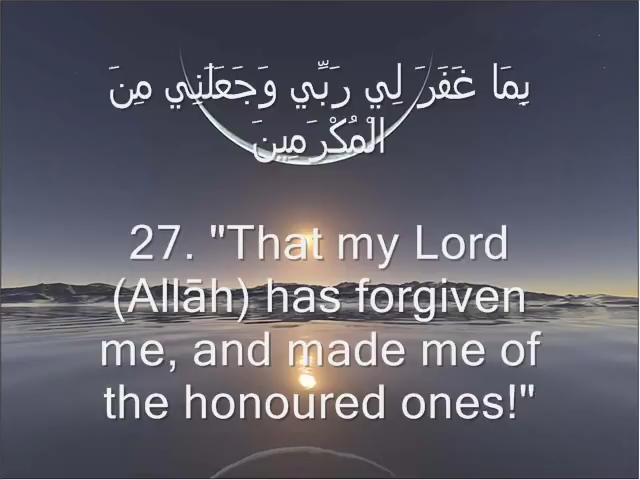 بِمَا غَفَرَ لِي رَبِّي وَجَعَلَنِي مِنَ
الْمُكْرَمِينَ
27. "That my Lord
(Allāh) has forgiven
me, and made me of
the honoured ones!"